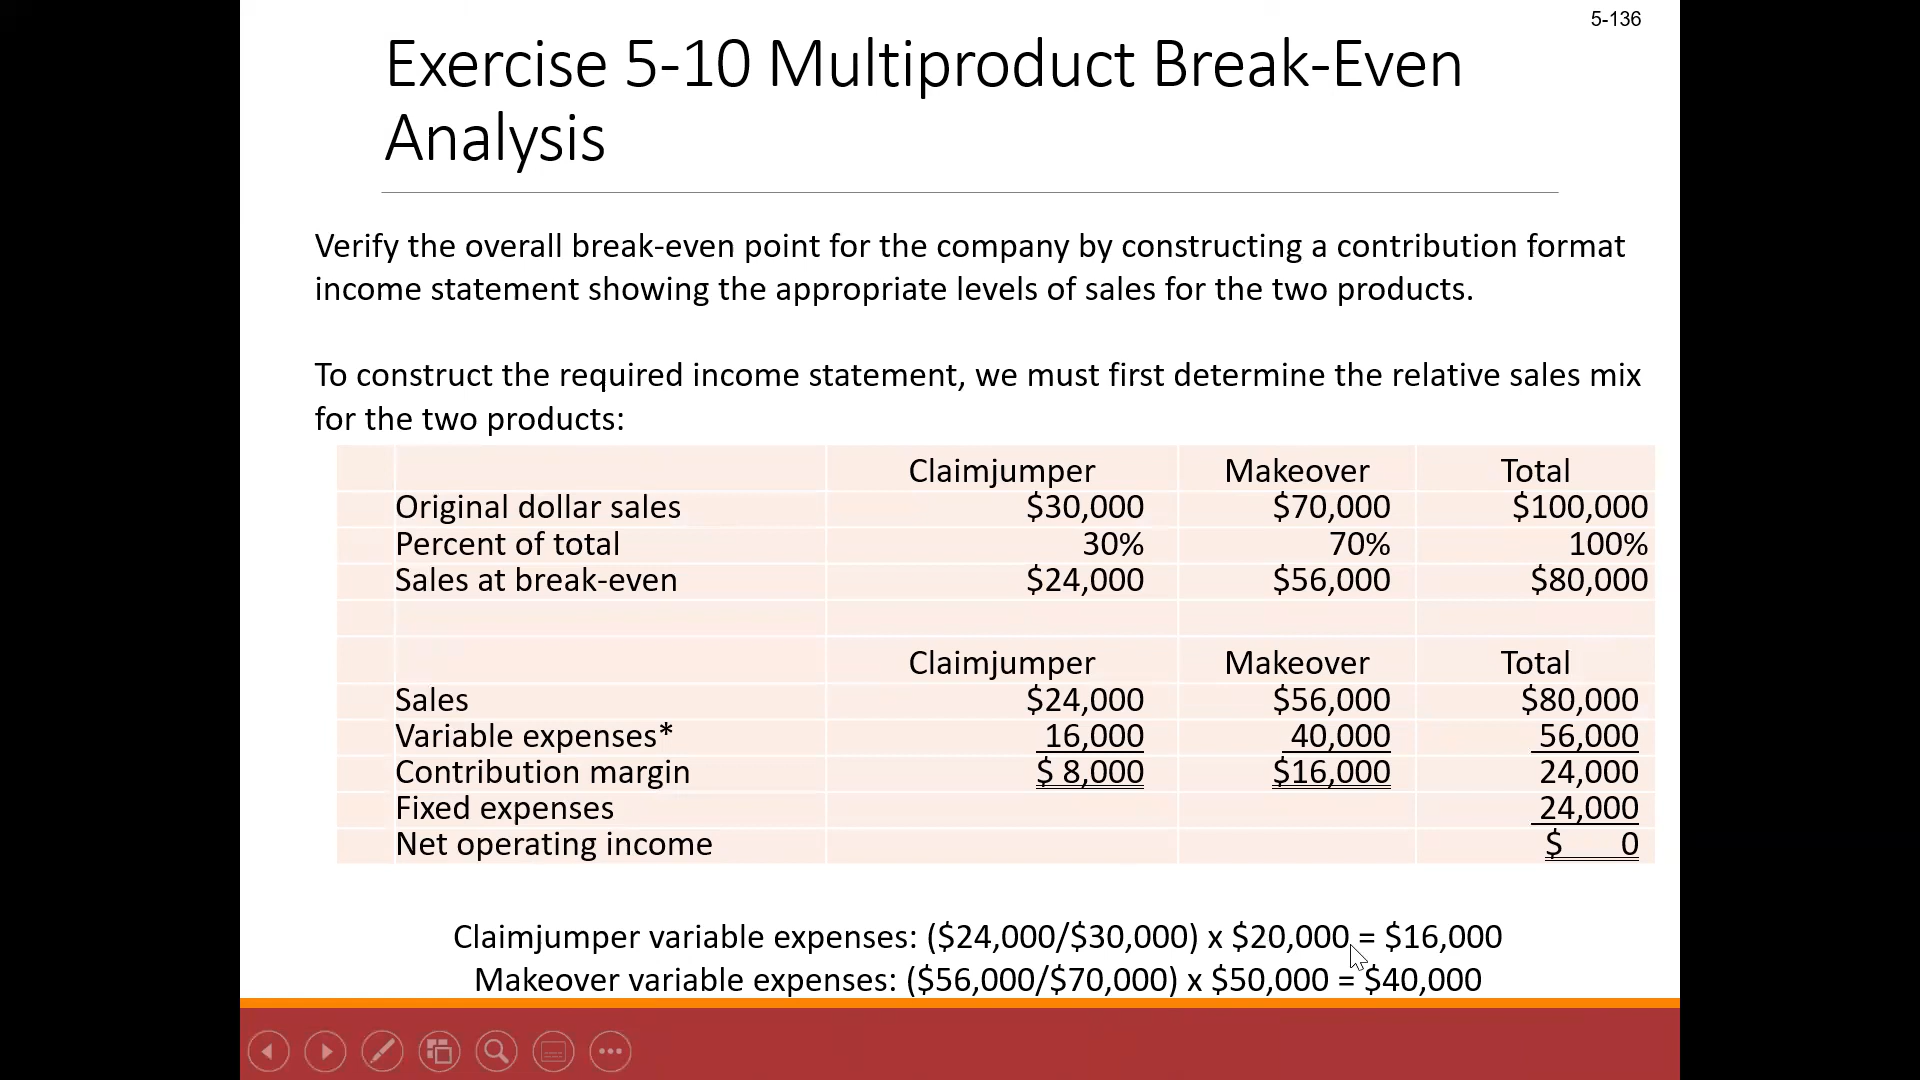 5-136
Exercise 5-10 Multiproduct Break-Even
Analysis
Verify the overall break-even point for the company by constructing a contribution format
income statement showing the appropriate levels of sales for the two products.
To construct the required income statement, we must first determine the relative sales mix
for the two products:
Claimjumper Makeover Total
Original dollar sales $30,000 $70,000 $100,000
Percent of total 30% 70% 100%
Sales at break-even $24,000 $56,000 $80,000
Claimjumper Makeover Total
Sales $24,000 $56,000 $80,000
Variable expenses* 16,000 40,000 56,000
Contribution margin $ 8,000 $16,000 24,000
Fixed expenses 24,000
Net operating income $ 0
Claimjumper variable expenses: ($24,000/$30,000) x $20,000 = $16,000
Makeover variable expenses: ($56,000/$70,000) x $50,000 = $40,000